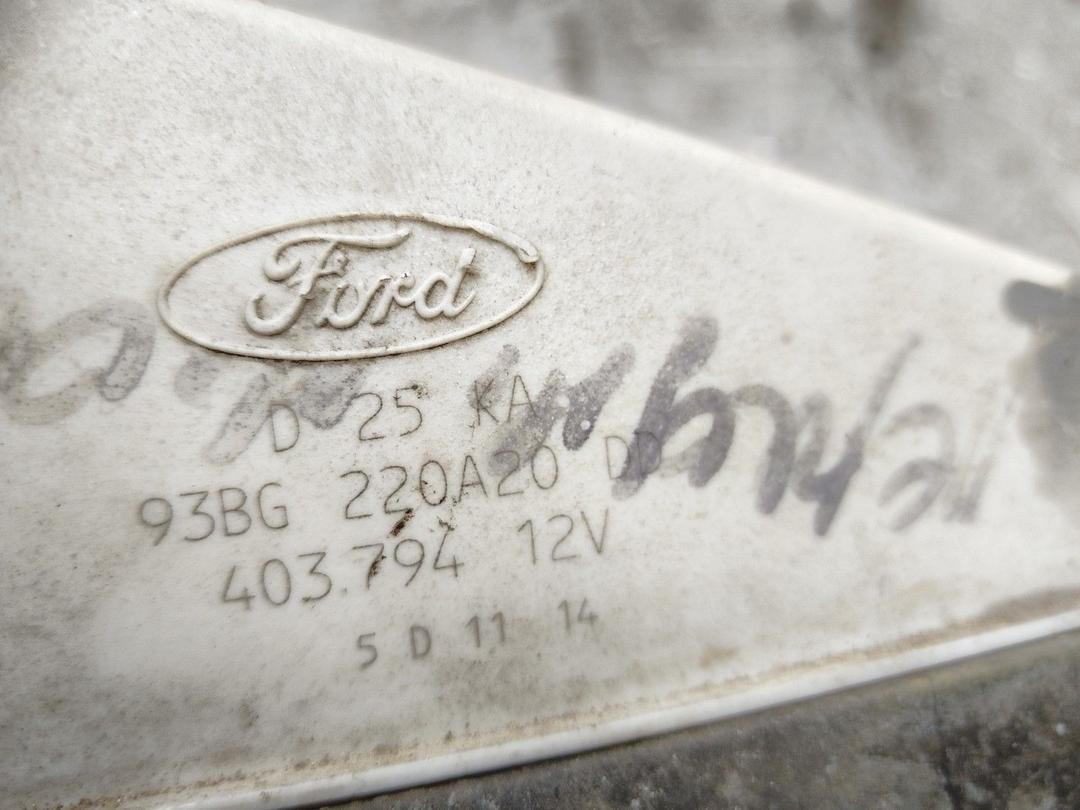 Ford
D 25 KA
93BG 220A20 DD
403.794 12V
5 D 11 14